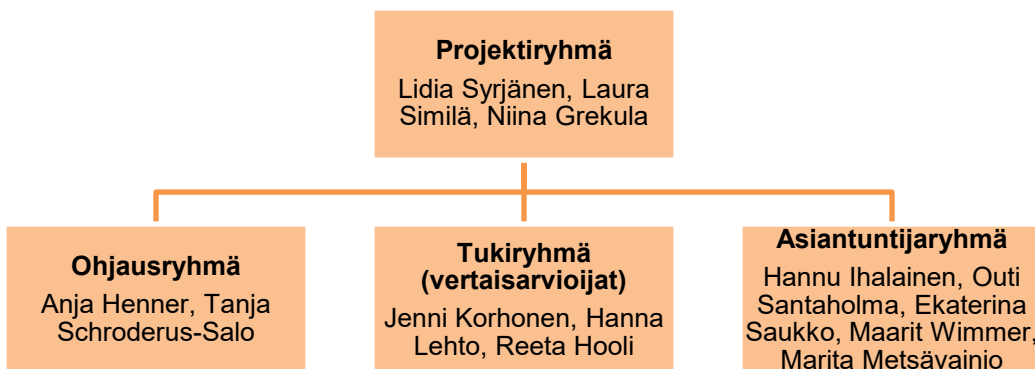 Projektiryhmä
Lidia Syrjänen, Laura
Similä, Niina Grekula
Ohjausryhmä
Anja Henner, Tanja
Schroderus-Salo
Tukiryhmä
(vertaisarvioijat)
Jenni Korhonen, Hanna
Lehto, Reeta Hooli
Asiantuntijaryhmä
Hannu Ihalainen, Outi
Santaholma, Ekaterina
Saukko, Maarit Wimmer,
Marita Metsävainio